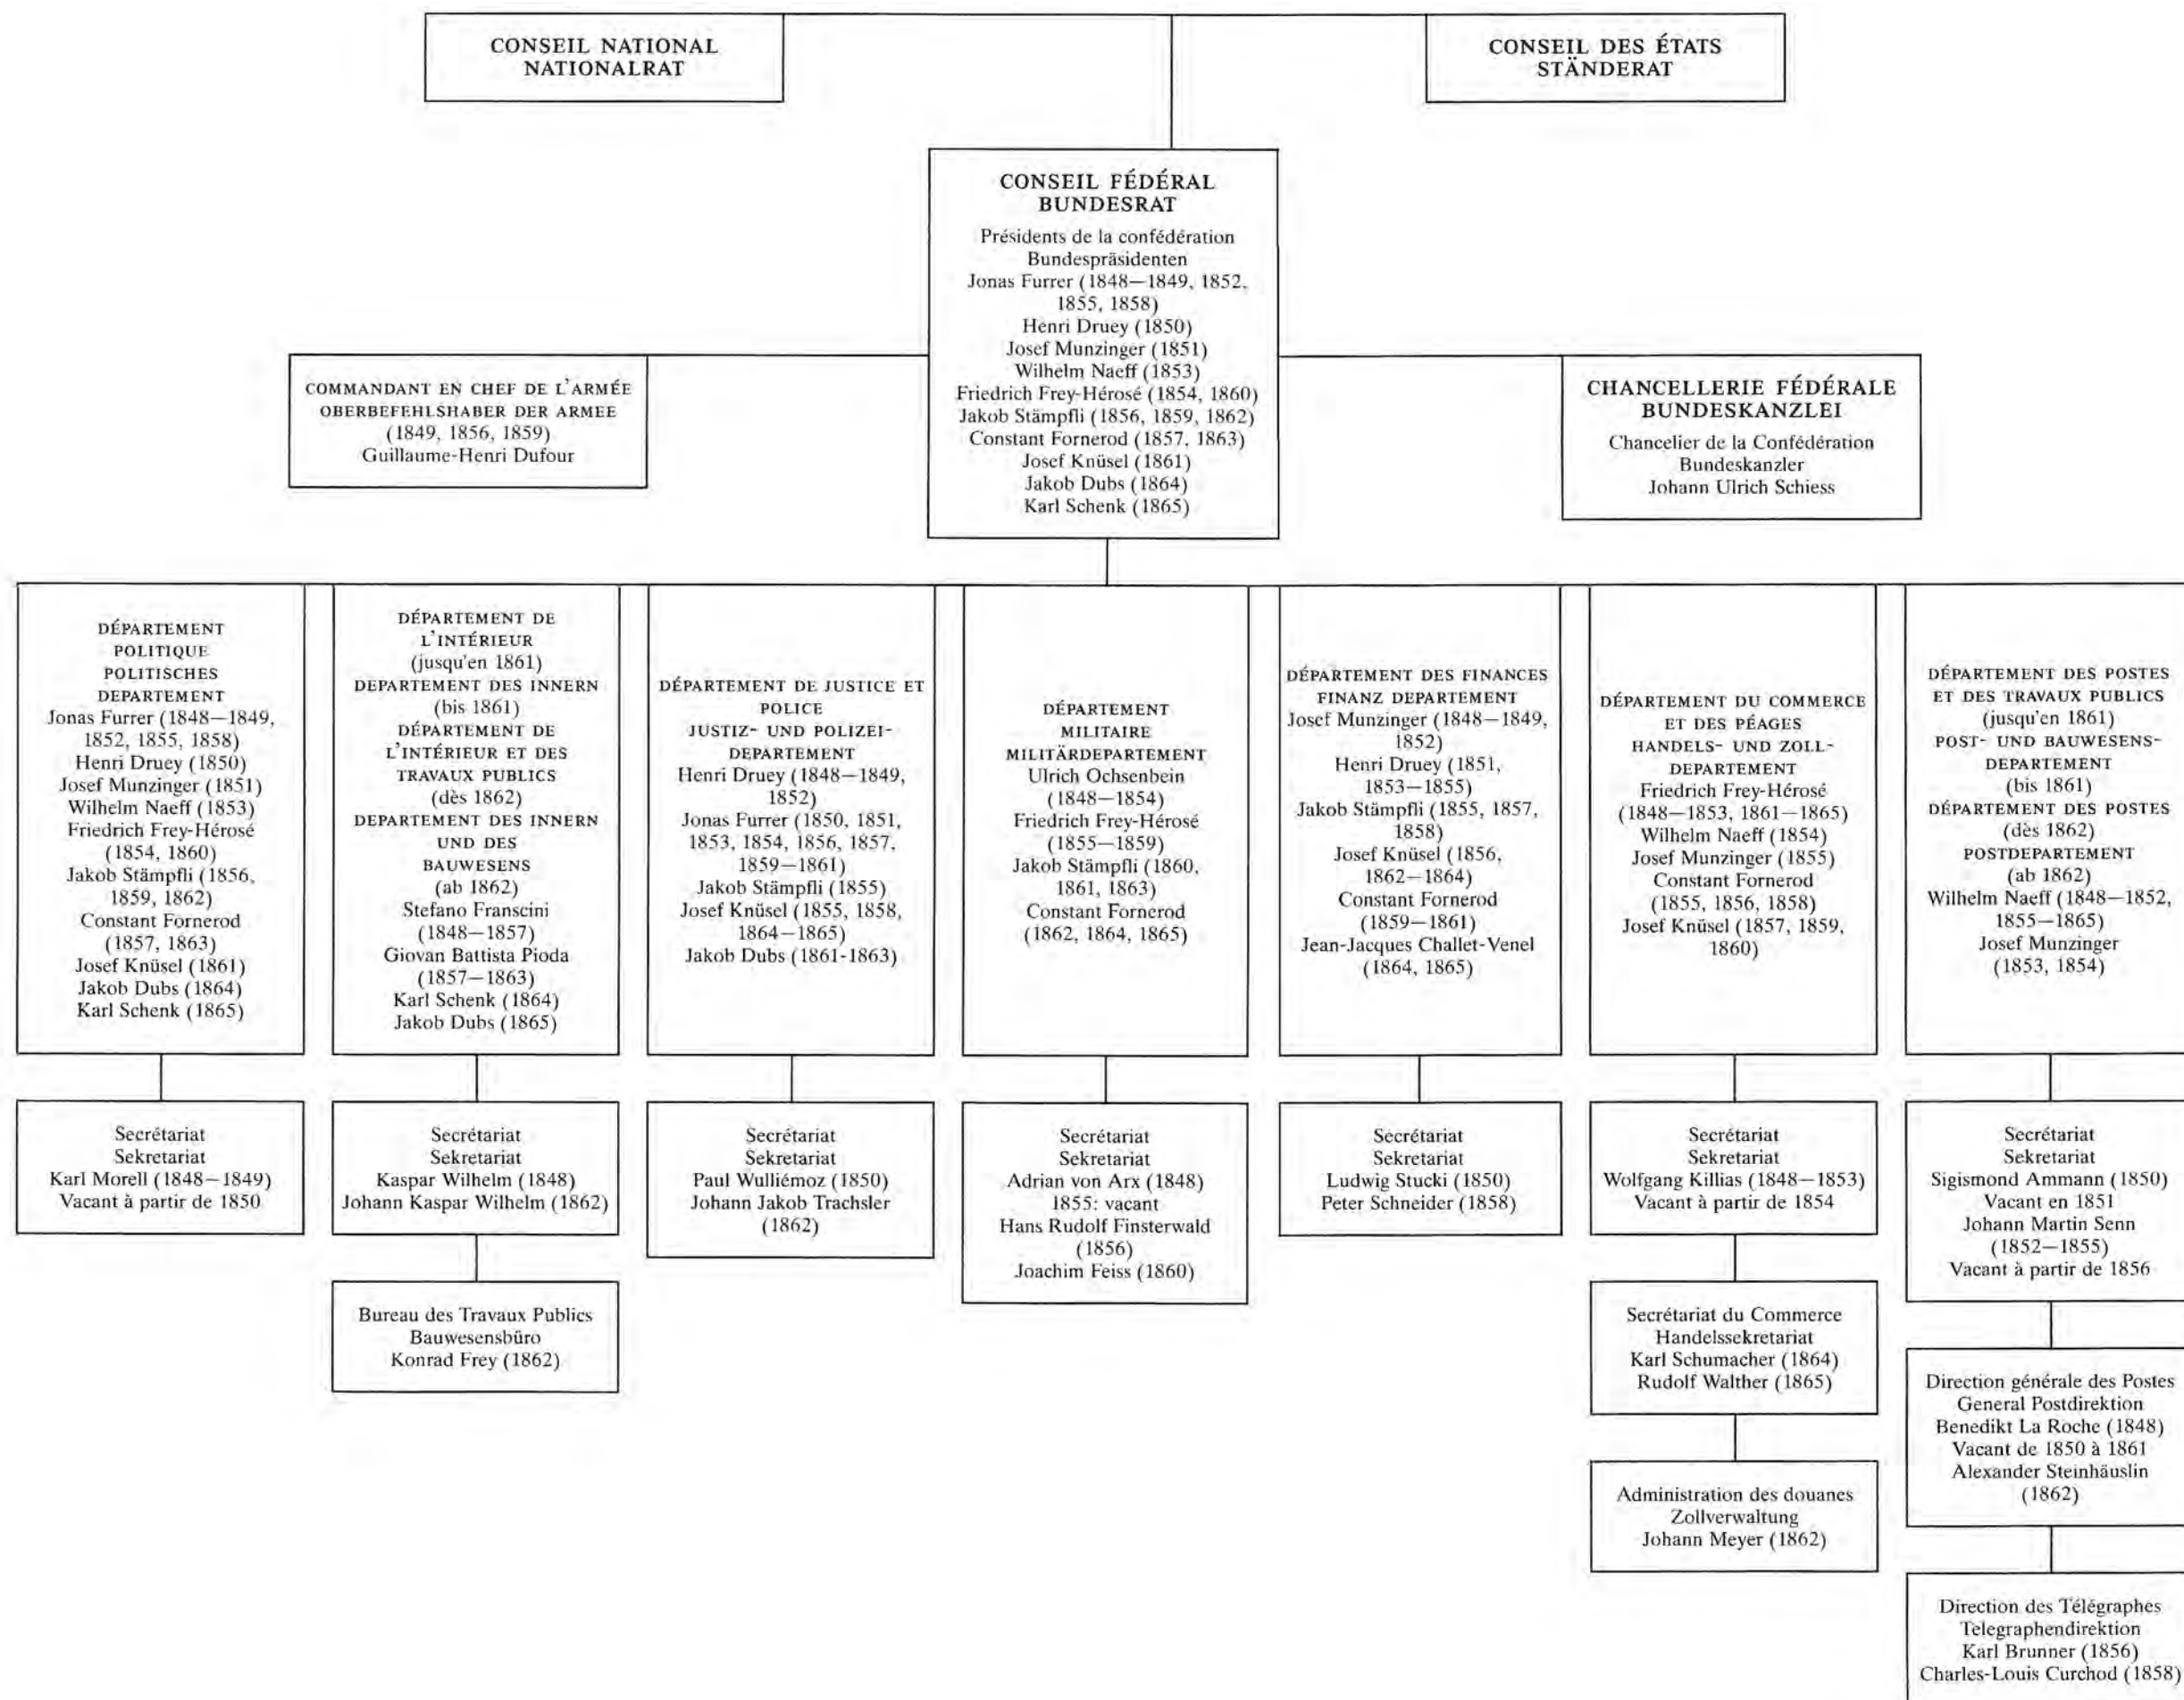 CONSEIL NATIONAL
NATIONALRAT
CONSEIL DES ÉTATS
STÄNDERAT
CONSEIL FÉDÉRAL
BUNDESRAT
Présidents de la confédération
Bundespräsidenten
Jonas Furrer (1848—1849, 1852,
1855, 1858)
Henri Druey (1850)
Josef Munzinger (1851)
Wilhelm Naeff (1853)
Friedrich Frey-Hérosé (1854, 1860)
Jakob Stämpfli (1856, 1859, 1862)
Constant Fornerod (1857, 1863)
Josef Knüsel (1861)
Jakob Dubs (1864)
Karl Schenk (1865)
COMMANDANT EN CHEF DE L'ARMÉE
OBERBEFEHLSHABER DER ARMEE
(1849, 1856, 1859)
Guillaume-Henri Dufour
CHANCELLERIE FÉDÉRALE
BUNDESKANZLEI
Chancelier de la Confédération
Bundeskanzler
Johann Ulrich Schiess
DÉPARTEMENT
POLITIQUE
POLITISCHES
DEPARTEMENT
Jonas Furrer (1848—1849,
1852, 1855, 1858)
Henri Druey (1850)
Josef Munzinger (1851)
Wilhelm Naeff (1853)
Friedrich Frey-Hérosé
(1854, 1860)
Jakob Stämpfli (1856,
1859, 1862)
Constant Fornerod
(1857, 1863)
Josef Knüsel (1861)
Jakob Dubs (1864)
Karl Schenk (1865)
DÉPARTEMENT DE
L'INTÉRIEUR
(jusqu'en 1861)
DEPARTEMENT DES INNERN
(bis 1861)
DÉPARTEMENT DE
L'INTÉRIEUR ET DES
TRAVAUX PUBLICS
(dès 1862)
DEPARTEMENT DES INNERN
UND DES
BAUWESENS
(ab 1862)
Stefano Franscini
(1848—1857)
Giovan Battista Pioda
(1857—1863)
Karl Schenk (1864)
Jakob Dubs (1865)
DÉPARTEMENT DE JUSTICE ET
POLICE
JUSTIZ- UND POLIZEI-
DEPARTEMENT
Henri Druey (1848—1849,
1852)
Jonas Furrer (1850, 1851,
1853, 1854, 1856, 1857,
1859—1861)
Jakob Stämpfli (1855)
Josef Knüsel (1855, 1858,
1864—1865)
Jakob Dubs (1861-1863)
DÉPARTEMENT
MILITAIRE
MILITÄRDEPARTEMENT
Ulrich Ochsenbein
(1848—1854)
Friedrich Frey-Hérosé
(1855—1859)
Jakob Stämpfli (1860,
1861, 1863)
Constant Fornerod
(1862, 1864, 1865)
DÉPARTEMENT DES FINANCES
FINANZ DEPARTEMENT
Josef Munzinger (1848—1849,
1852)
Henri Druey (1851,
1853—1855)
Jakob Stämpfli (1855, 1857,
1858)
Josef Knüsel (1856,
1862—1864)
Constant Fornerod
(1859—1861)
Jean-Jacques Challet-Venel
(1864, 1865)
DÉPARTEMENT DU COMMERCE
ET DES PÉAGES
HANDELS- UND ZOLL-
DEPARTEMENT
Friedrich Frey-Hérosé
(1848—1853, 1861—1865)
Wilhelm Naeff (1854)
Josef Munzinger (1855)
Constant Fornerod
(1855, 1856, 1858)
Josef Knüsel (1857, 1859,
1860)
DÉPARTEMENT DES POSTES
ET DES TRAVAUX PUBLICS
(jusqu'en 1861)
POST- UND BAUWESENS-
DEPARTEMENT
(bis 1861)
DÉPARTEMENT DES POSTES
(dès 1862)
POSTDEPARTEMENT
(ab 1862)
Wilhelm Naeff (1848—1852,
1855—1865)
Josef Munzinger
(1853, 1854)
Secrétariat
Sekretariat
Karl Morell (1848—1849)
Vacant à partir de 1850
Secrétariat
Sekretariat
Kaspar Wilhelm (1848)
Johann Kaspar Wilhelm (1862)
Secrétariat
Sekretariat
Paul Wulliémoz (1850)
Johann Jakob Trachsler
(1862)
Secrétariat
Sekretariat
Adrian von Arx (1848)
1855: vacant
Hans Rudolf Finsterwald
(1856)
Joachim Feiss (1860)
Secrétariat
Sekretariat
Ludwig Stucki (1850)
Peter Schneider (1858)
Secrétariat
Sekretariat
Wolfgang Killias (1848—1853)
Vacant à partir de 1854
Secrétariat
Sekretariat
Sigismond Ammann (1850)
Vacant en 1851
Johann Martin Senn
(1852—1855)
Vacant à partir de 1856
Bureau des Travaux Publics
Bauwesensbüro
Konrad Frey (1862)
Secrétariat du Commerce
Handelssekretariat
Karl Schumacher (1864)
Rudolf Walther (1865)
Direction générale des Postes
General Postdirektion
Benedikt La Roche (1848)
Vacant de 1850 à 1861
Alexander Steinhäuslin
(1862)
Administration des douanes
Zollverwaltung
Johann Meyer (1862)
Direction des Télégraphes
Telegraphendirektion
Karl Brunner (1856)
Charles-Louis Curchod (1858)